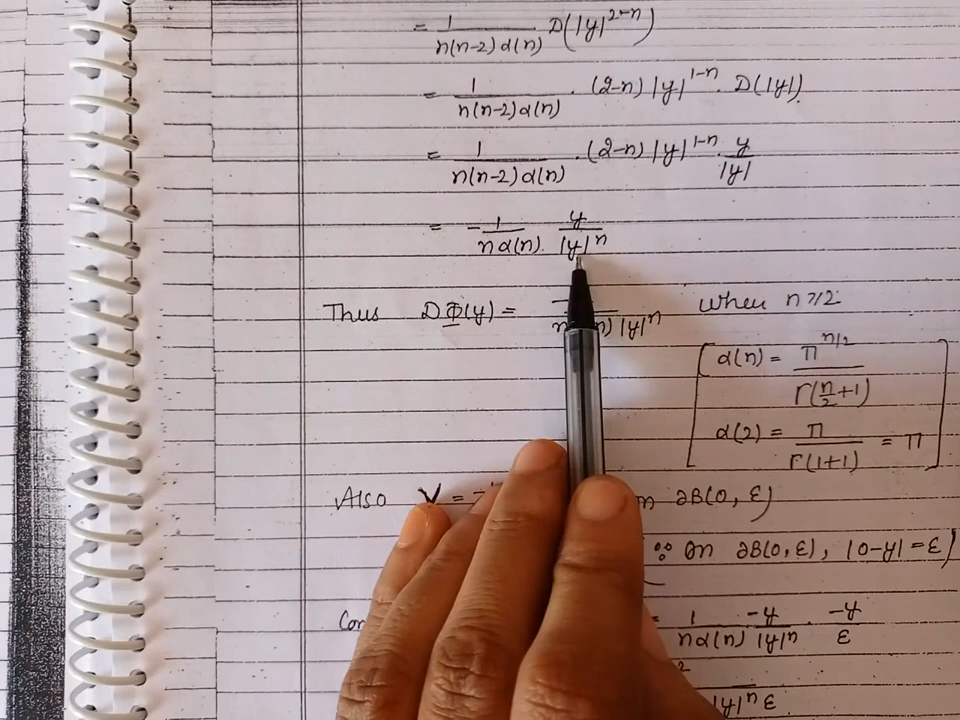 = 1/(n(n-2)α(n)) D(|y|^{2-n})
= 1/(n(n-2)α(n)) · (2-n) |y|^{1-n} · D(|y|).
= 1/(n(n-2)α(n)) · (2-n) |y|^{1-n} y/|y|
= - 1/(nα(n)) · y/|y|^n
Thus DΦ(y) = n) |y|^n when n ≥ 2
α(n) = π^{n/2}/Γ(n/2+1)
α(2) = π/Γ(1+1) = π
Also ν = ∂B(0, ε)
∵ on ∂B(0, ε), |0-y| = ε)
= 1/(nα(n)) -y/|y|^n · -y/ε
|y|^n ε